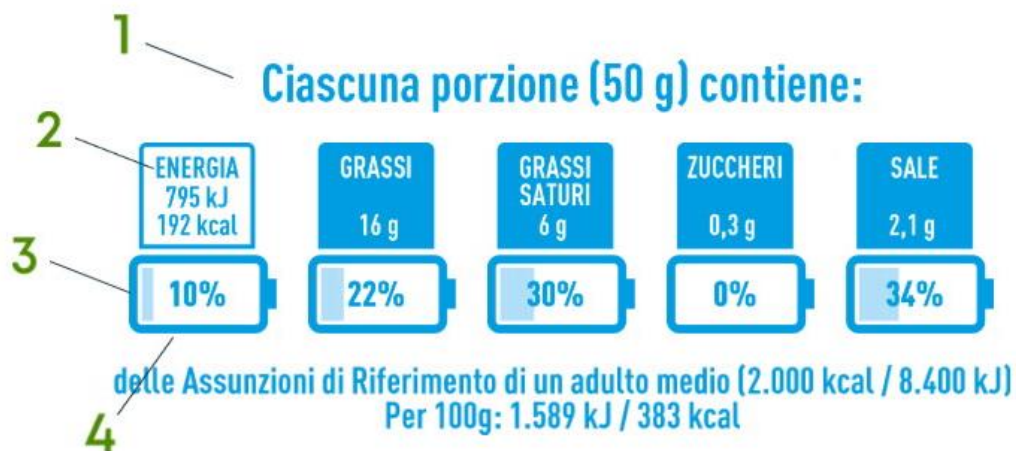 1
Ciascuna porzione (50 g) contiene:
2
ENERGIA
795 kJ
192 kcal
GRASSI
16 g
GRASSI
SATURI
6 g
ZUCCHERI
0,3 g
SALE
2,1 g
3
10%
22%
30%
0%
34%
delle Assunzioni di Riferimento di un adulto medio (2.000 kcal / 8.400 kJ)
Per 100g: 1.589 kJ / 383 kcal
4